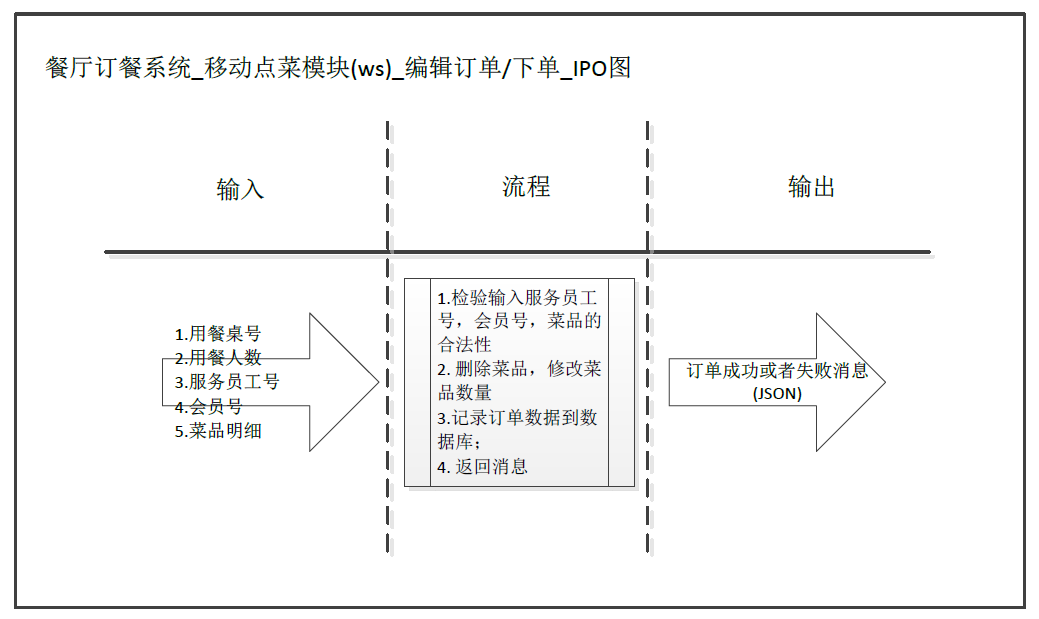 餐厅订餐系统_移动点菜模块(ws)_编辑订单/下单_IPO图
输入
流程
输出
1.用餐桌号
2.用餐人数
3.服务员工号
4.会员号
5.菜品明细
1.检验输入服务员工
号，会员号，菜品的
合法性
2. 删除菜品，修改菜
品数量
3.记录订单数据到数
据库；
4. 返回消息
订单成功或者失败消息
(JSON)